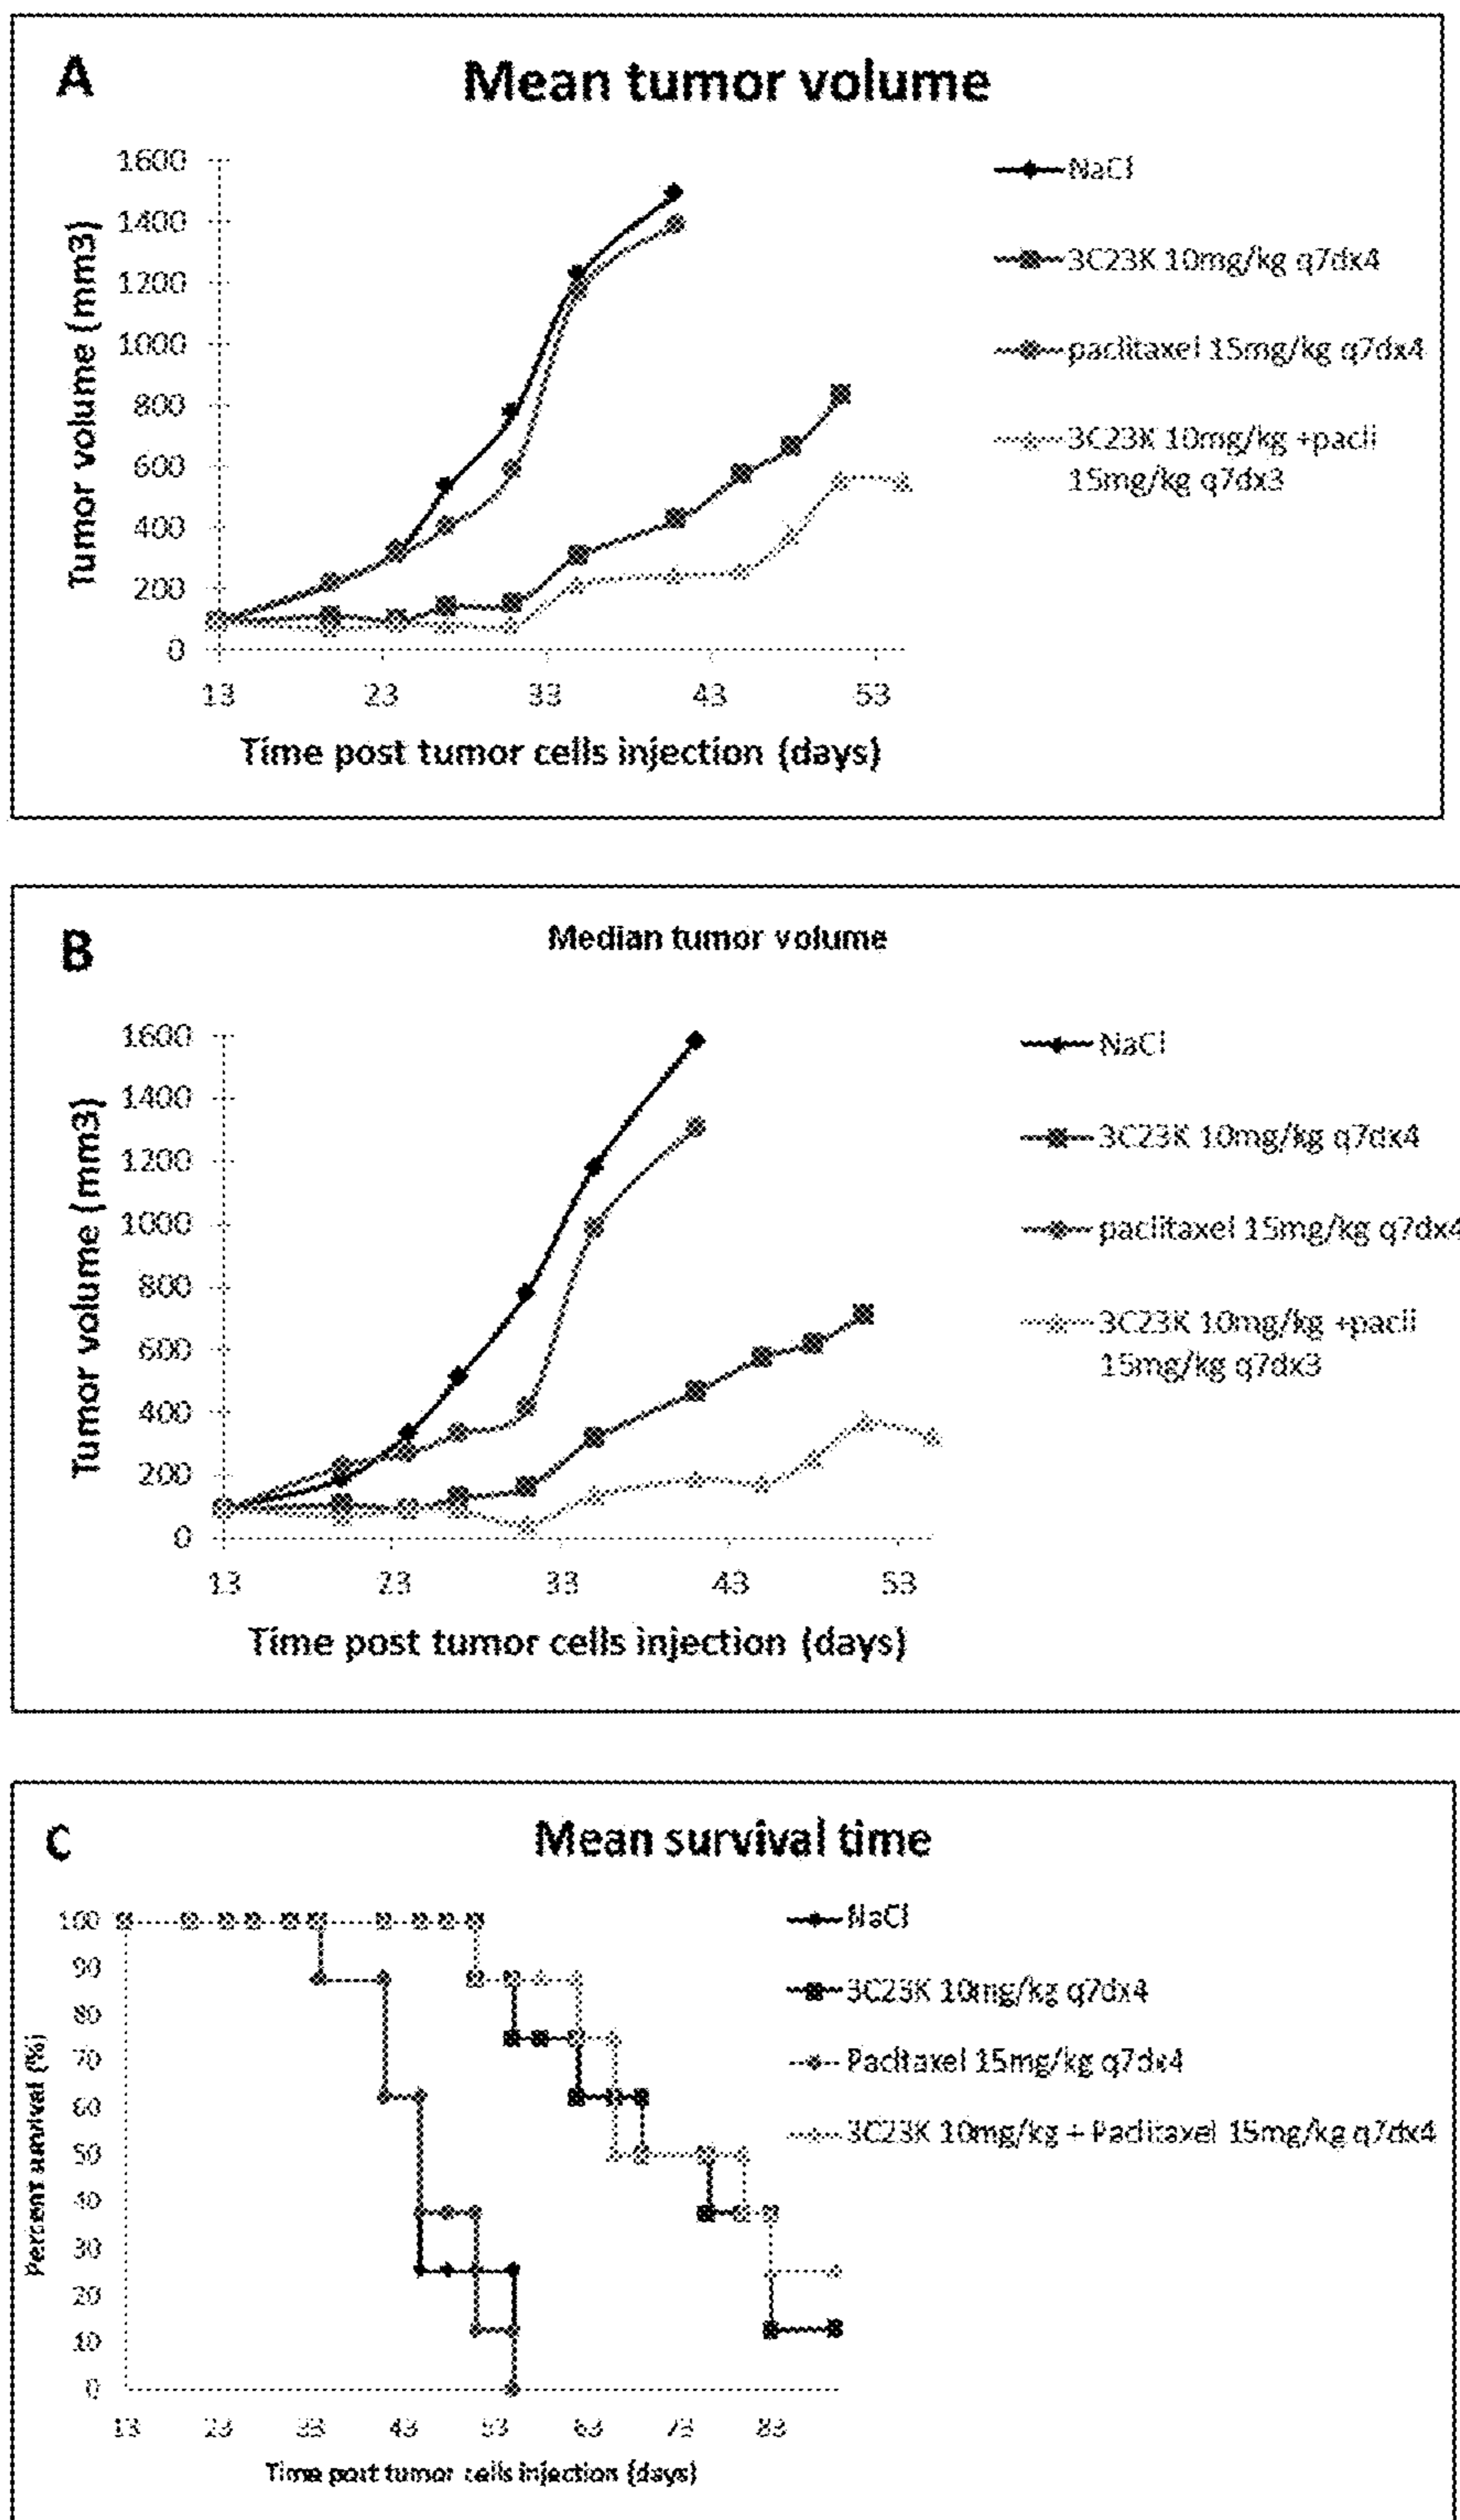 A
Mean tumor volume
1600
1400
1200
1000
800
600
400
200
0
Tumor volume (mm3)
13 23 33 43 53
Time post tumor cells injection (days)
NaCl
3C23K 10mg/kg q7dx4
paclitaxel 15mg/kg q7dx4
3C23K 10mg/kg +pacli
15mg/kg q7dx3
B
Median tumor volume
1600
1400
1200
1000
800
600
400
200
0
Tumor volume (mm3)
13 23 33 43 53
Time post tumor cells injection (days)
NaCl
3C23K 10mg/kg q7dx4
paclitaxel 15mg/kg q7dx4
3C23K 10mg/kg +pacli
15mg/kg q7dx3
C
Mean survival time
100
90
80
70
60
50
40
30
20
10
0
Percent survival (%)
13 23 33 43 53 63 73 83
Time port tumor cells injection (days)
NaCl
3C23K 10mg/kg q7dx4
Paclitaxel 15mg/kg q7dx4
3C23K 10mg/kg + Paclitaxel 15mg/kg q7dx4